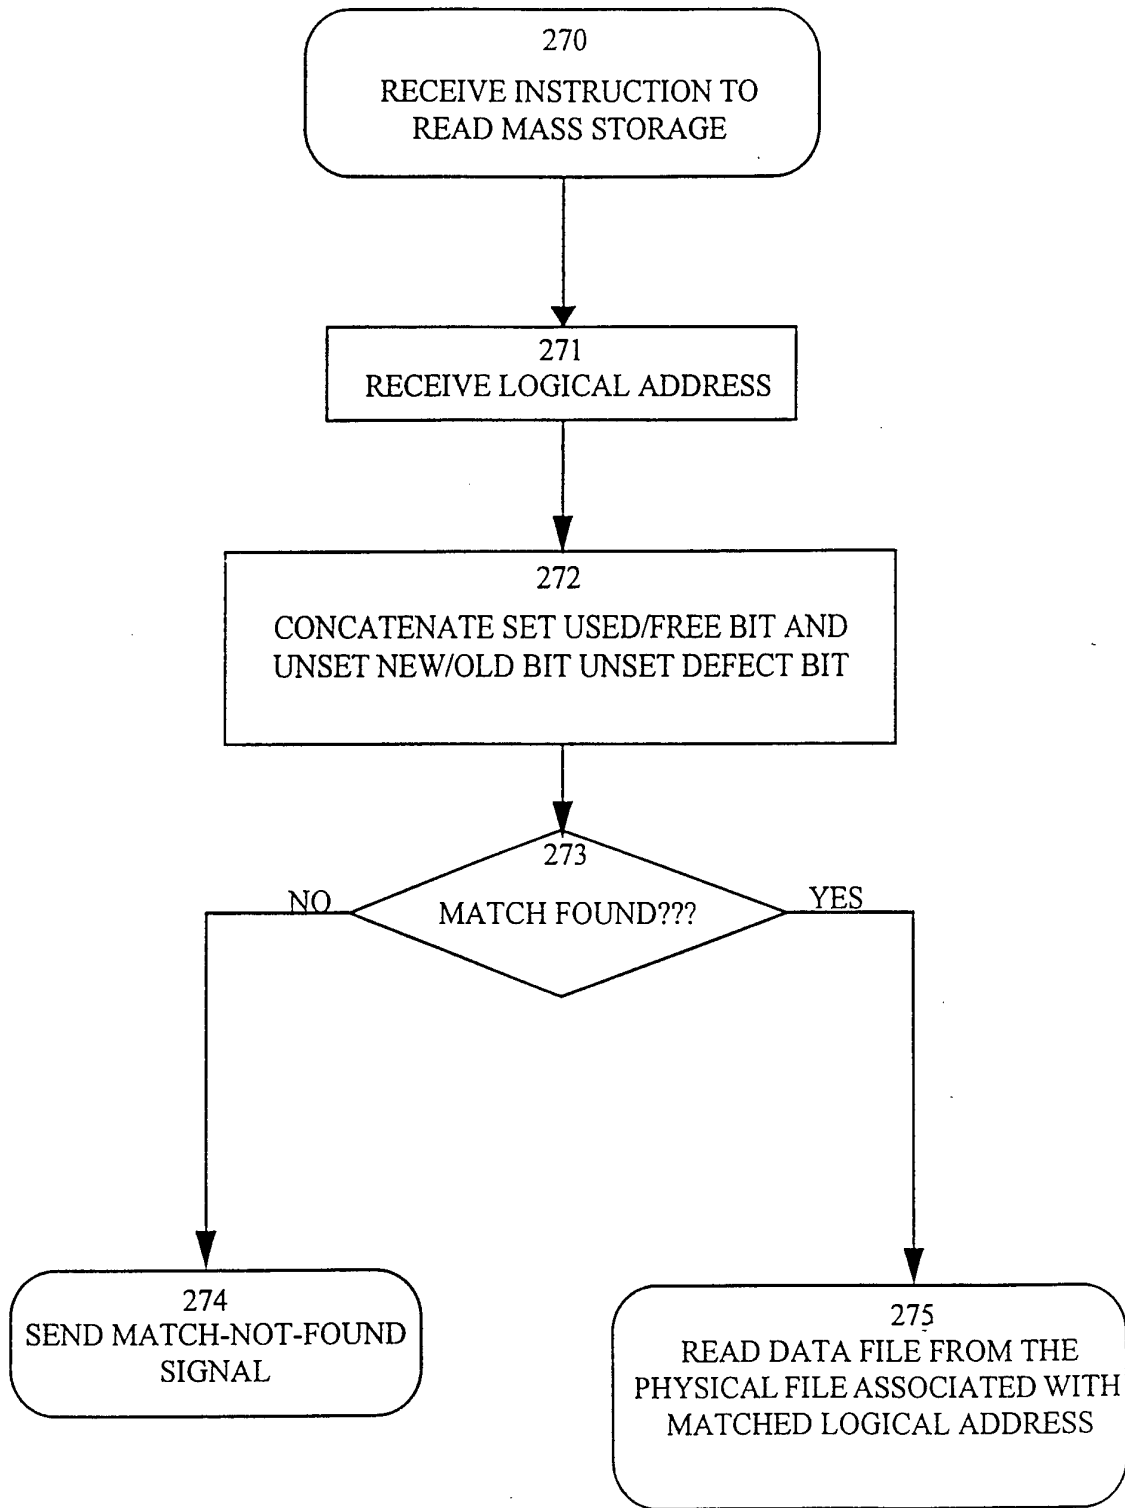 270
RECEIVE INSTRUCTION TO
READ MASS STORAGE
271
RECEIVE LOGICAL ADDRESS
272
CONCATENATE SET USED/FREE BIT AND
UNSET NEW/OLD BIT UNSET DEFECT BIT
273
MATCH FOUND???
NO
YES
274
SEND MATCH-NOT-FOUND
SIGNAL
275
READ DATA FILE FROM THE
PHYSICAL FILE ASSOCIATED WITH
MATCHED LOGICAL ADDRESS